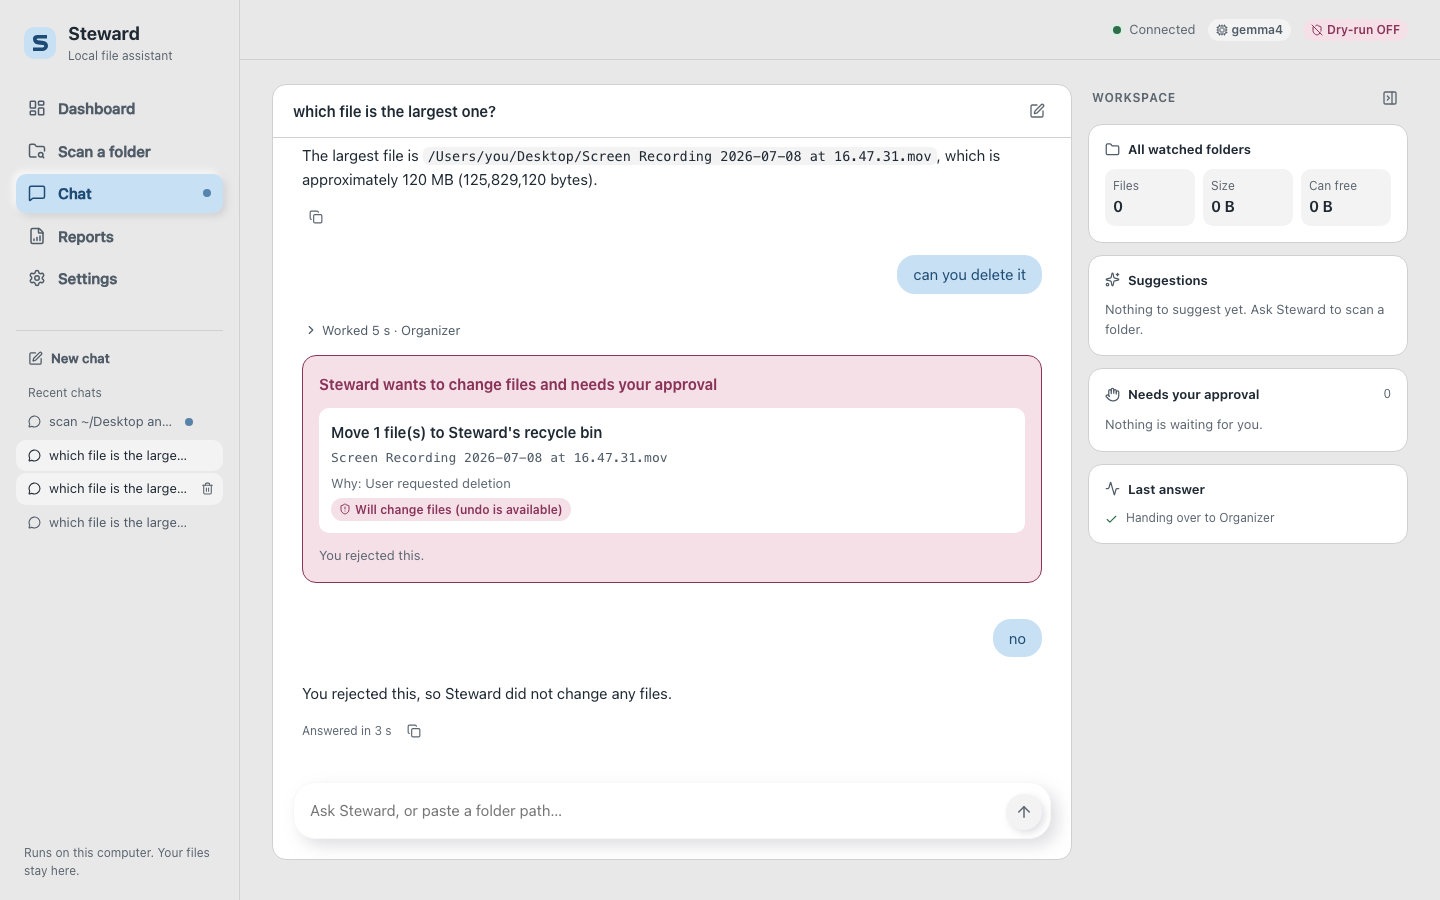 Steward
Local file assistant
Dashboard
Scan a folder
Chat
Reports
Settings
New chat
Recent chats
scan ~/Desktop an...
which file is the large...
which file is the large...
which file is the large...
Runs on this computer. Your files
stay here.
Connected
gemma4
Dry-run OFF
which file is the largest one?
The largest file is /Users/you/Desktop/Screen Recording 2026-07-08 at 16.47.31.mov, which is
approximately 120 MB (125,829,120 bytes).
can you delete it
Worked 5 s · Organizer
Steward wants to change files and needs your approval
Move 1 file(s) to Steward's recycle bin
Screen Recording 2026-07-08 at 16.47.31.mov
Why: User requested deletion
Will change files (undo is available)
You rejected this.
no
You rejected this, so Steward did not change any files.
Answered in 3 s
Ask Steward, or paste a folder path...
WORKSPACE
All watched folders
Files Size Can free
0 0 B 0 B
Suggestions
Nothing to suggest yet. Ask Steward to scan a
folder.
Needs your approval 0
Nothing is waiting for you.
Last answer
Handing over to Organizer